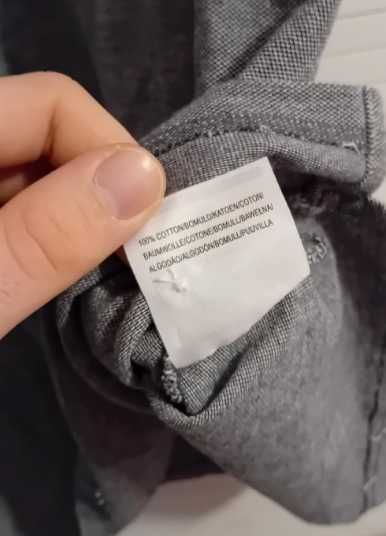 100% COTTON/BOMULD/KATOEN/COTON/
BAUMWOLLE/COTONE/BOMULL/BAWEŁNA/
ALGODÃO/ALGODÓN/BOMULL/PUUVILLA